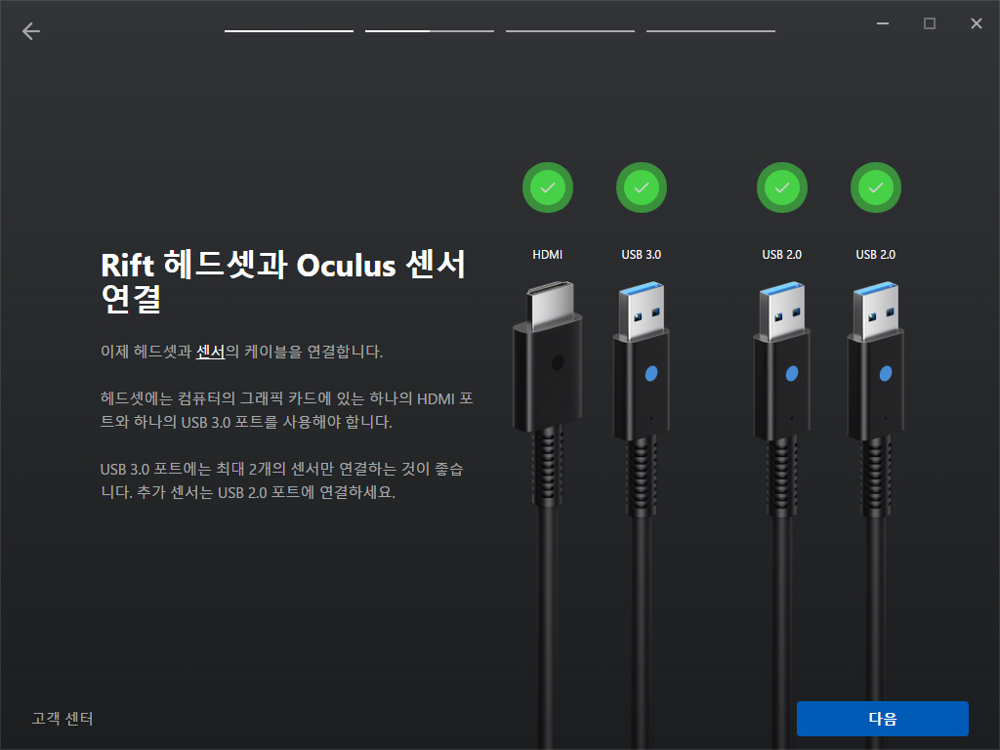 HDMI
USB 3.0
USB 2.0
USB 2.0
Rift 헤드셋과 Oculus 센서
연결
이제 헤드셋과 센서의 케이블을 연결합니다.
헤드셋에는 컴퓨터의 그래픽 카드에 있는 하나의 HDMI 포
트와 하나의 USB 3.0 포트를 사용해야 합니다.
USB 3.0 포트에는 최대 2개의 센서만 연결하는 것이 좋습
니다. 추가 센서는 USB 2.0 포트에 연결하세요.
고객 센터
다음